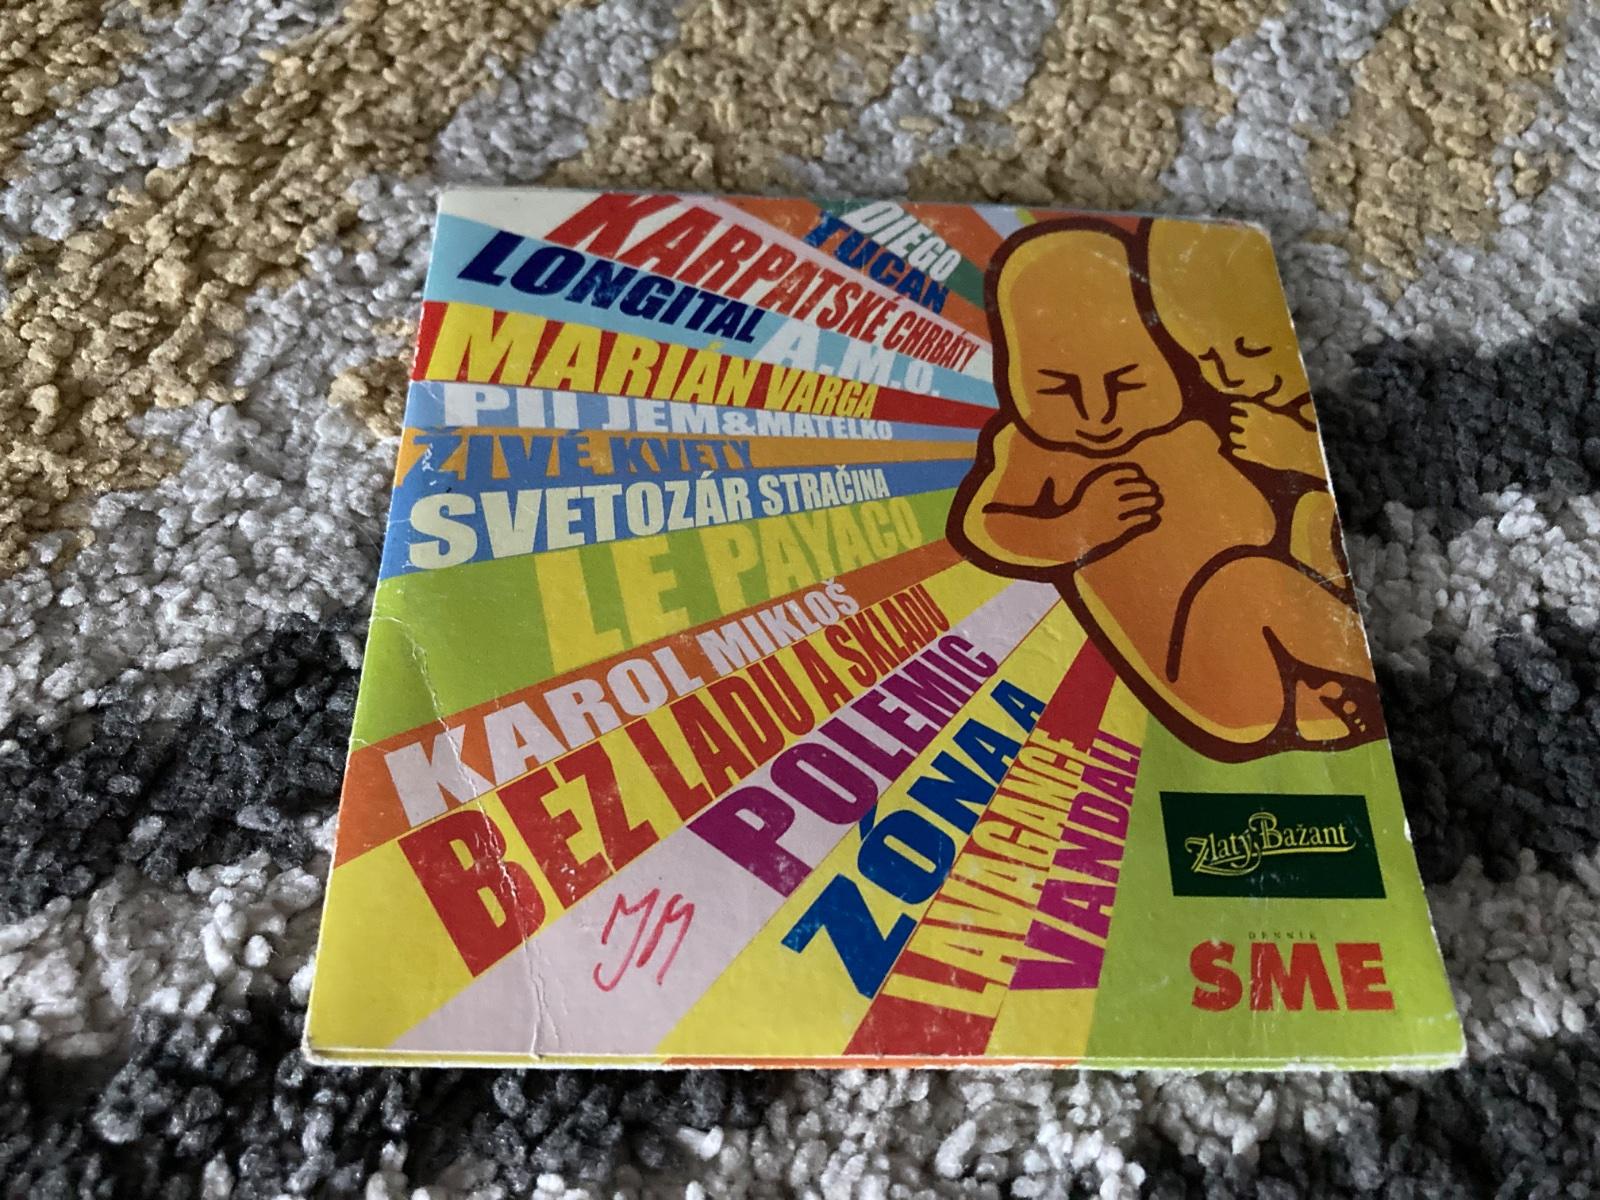 DIEGO
TUCAN
KARPATSKÉ CHRBÁTY
LONGITAL
A.M.O.
MARIÁN VARGA
PII JEM&MATELKO
ŽIVÉ KVETY
SVETOZÁR STRAČINA
LE PAYACO
KAROL MIKLOŠ
BEZ LADU A SKLADU
POLEMIC
ZÓNA A
LAVAGANCE
VANDALI
Zlatý Bažant
DENNÍK
SME